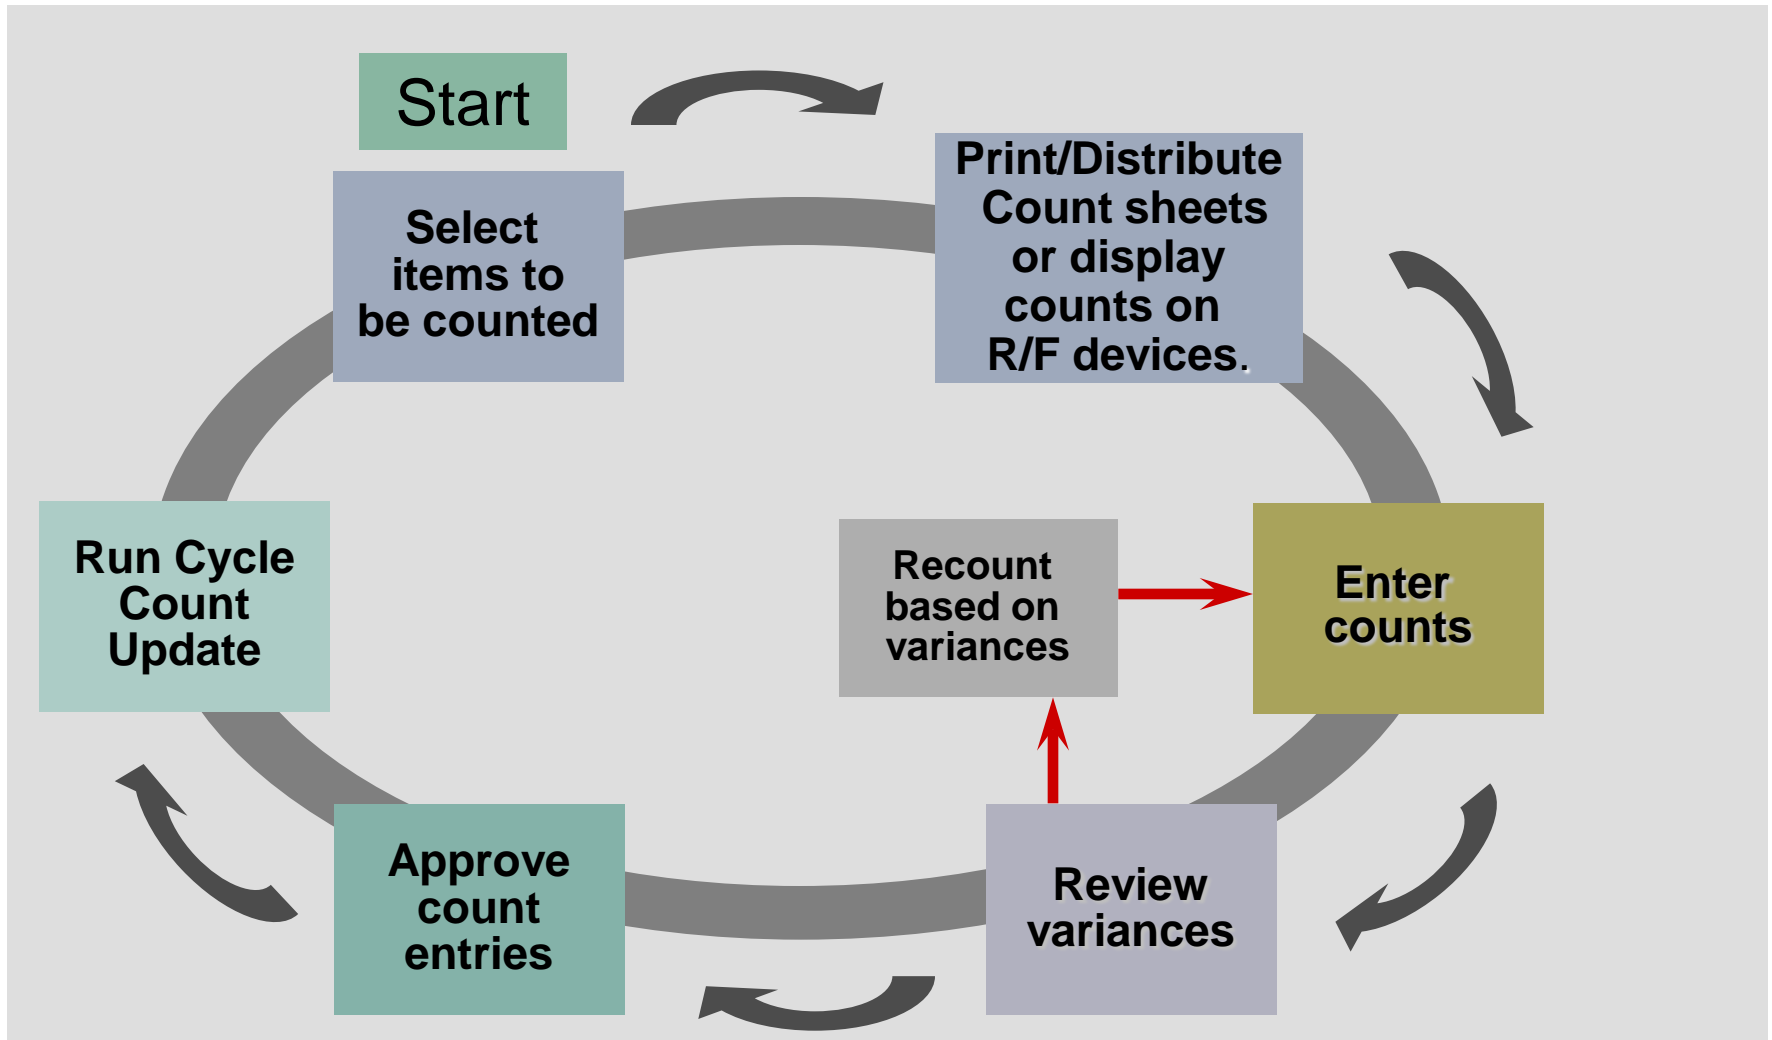 Start
Select
items to
be counted
Print/Distribute
Count sheets
or display
counts on
R/F devices.
Enter
counts
Recount
based on
variances
Review
variances
Approve
count
entries
Run Cycle
Count
Update